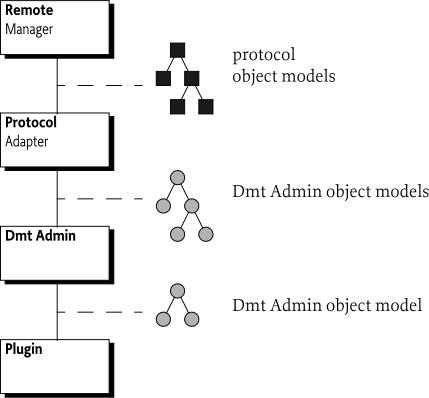 Remote
Manager
protocol
object models
Protocol
Adapter
Dmt Admin object models
Dmt Admin
Dmt Admin object model
Plugin